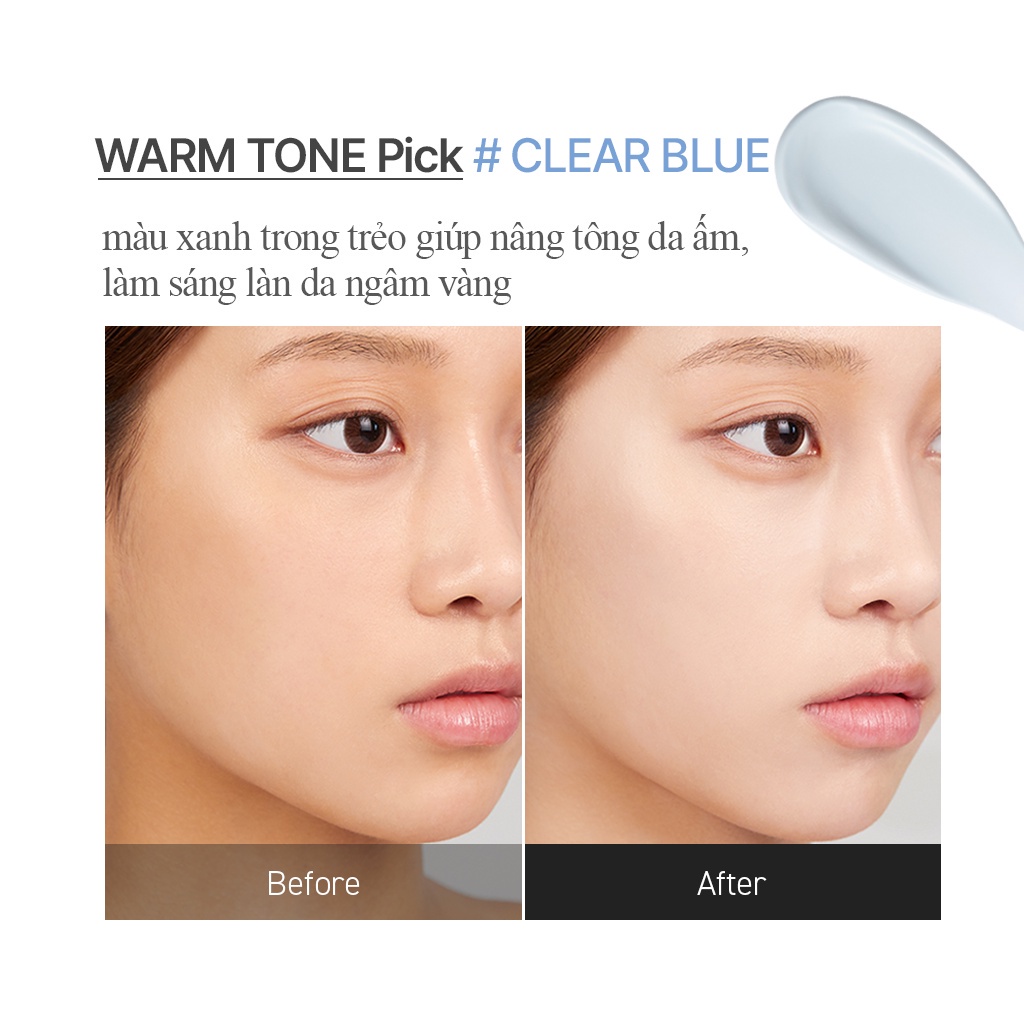 WARM TONE Pick # CLEAR BLUE
màu xanh trong trẻo giúp nâng tông da ấm,
làm sáng làn da ngâm vàng
Before
After